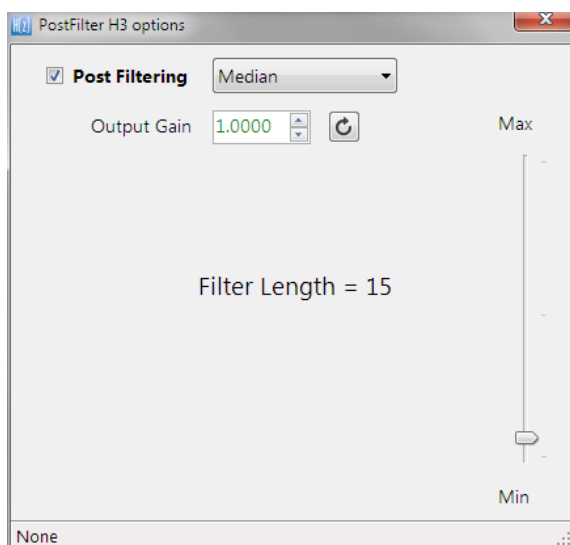 H(z) PostFilter H3 options
Post Filtering Median
Output Gain 1.0000
Max
Filter Length = 15
Min
None